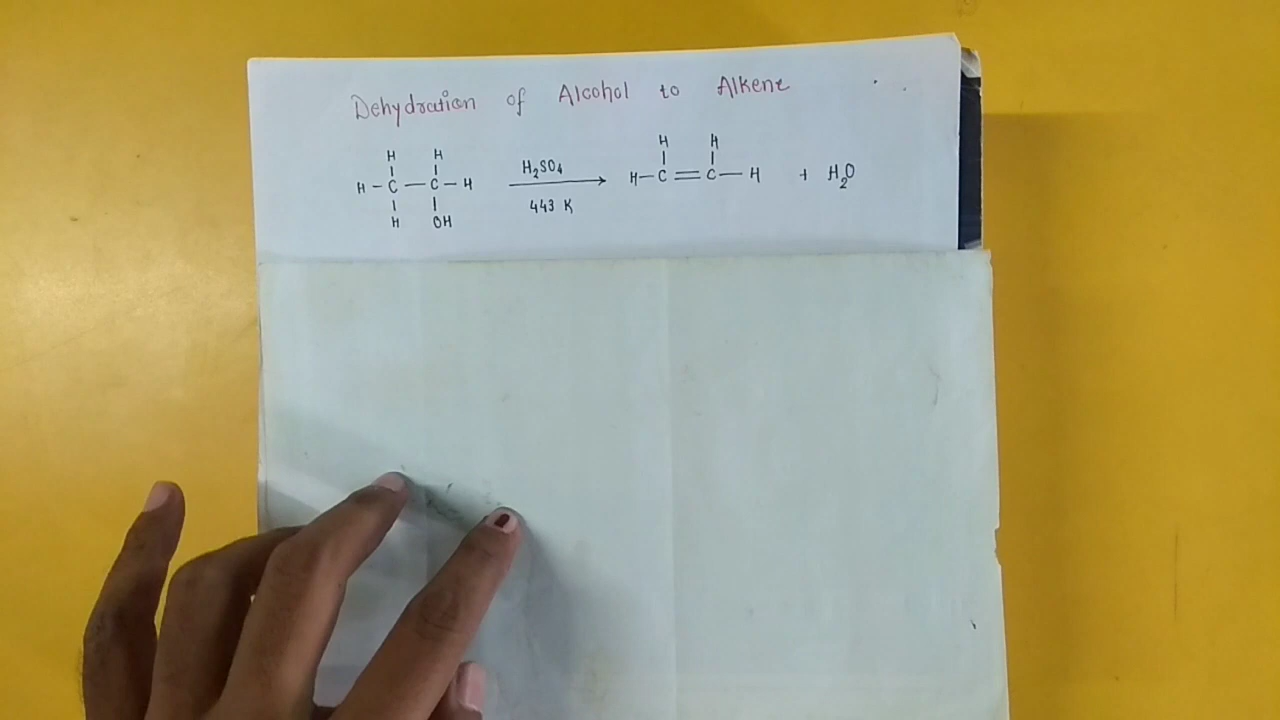 Dehydration of Alcohol to Alkene
H H H2SO4 H H
H - C - C - H → H - C = C - H + H2O
H OH 443 K